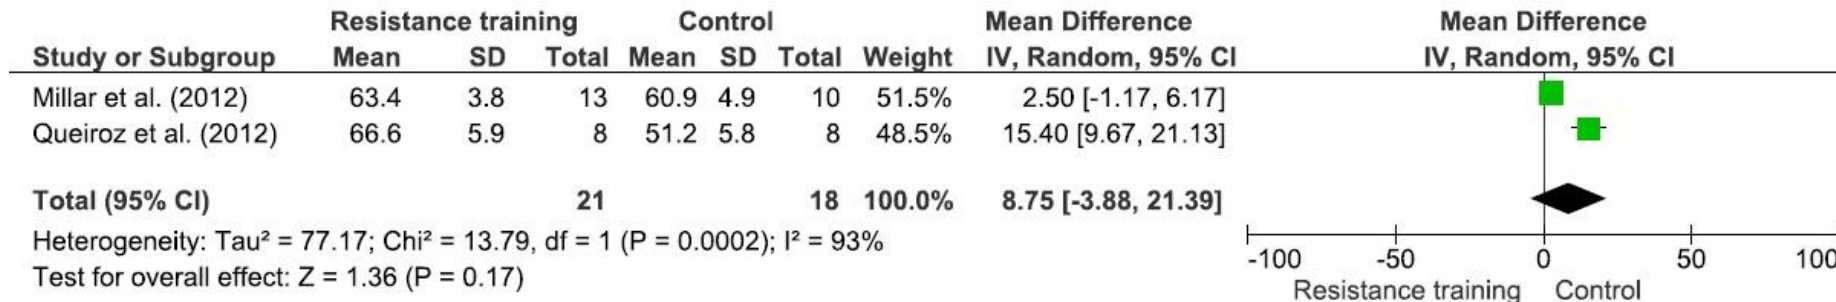 Resistance training Control Mean Difference Mean Difference
Study or Subgroup Mean SD Total Mean SD Total Weight IV, Random, 95% CI IV, Random, 95% CI
Millar et al. (2012) 63.4 3.8 13 60.9 4.9 10 51.5% 2.50 [-1.17, 6.17]
Queiroz et al. (2012) 66.6 5.9 8 51.2 5.8 8 48.5% 15.40 [9.67, 21.13]
Total (95% CI) 21 18 100.0% 8.75 [-3.88, 21.39]
Heterogeneity: Tau² = 77.17; Chi² = 13.79, df = 1 (P = 0.0002); I² = 93%
Test for overall effect: Z = 1.36 (P = 0.17)
-100 -50 0 50 100
Resistance training Control